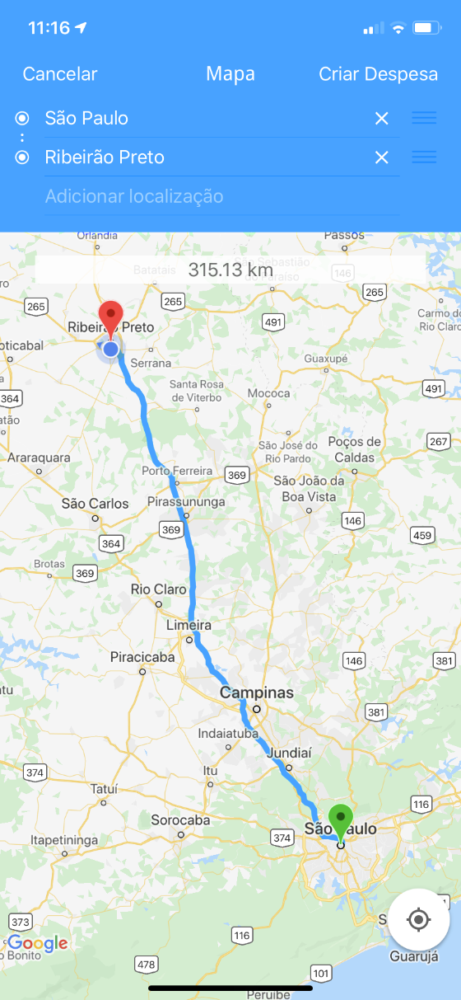 11:16
Cancelar
Mapa
Criar Despesa
São Paulo
Ribeirão Preto
Adicionar localização
Orlandia
Passos
315.13 km
Batatais
São Sebastião
do Paraíso
146
265
265
265
491
Carmo do
Rio Claro
Ribeirão Preto
oticabal
Serrana
Guaxupé
Santa Rosa
de Viterbo
Mococa
491
364
atão
São José do
Rio Pardo
Poços de
Caldas
267
Araraquara
Porto Ferreira
369
São João da
Boa Vista
São Carlos
Pirassununga
146
369
459
364
Brotas
369
Rio Claro
Limeira
Piracicaba
146
381
atu
Campinas
381
Indaiatuba
Jundiaí
374
Itu
Tatuí
116
Sorocaba
São Paulo
374
Itapetininga
373
116
Google
o Bonito
478
Guarujá
101
Peruíbe